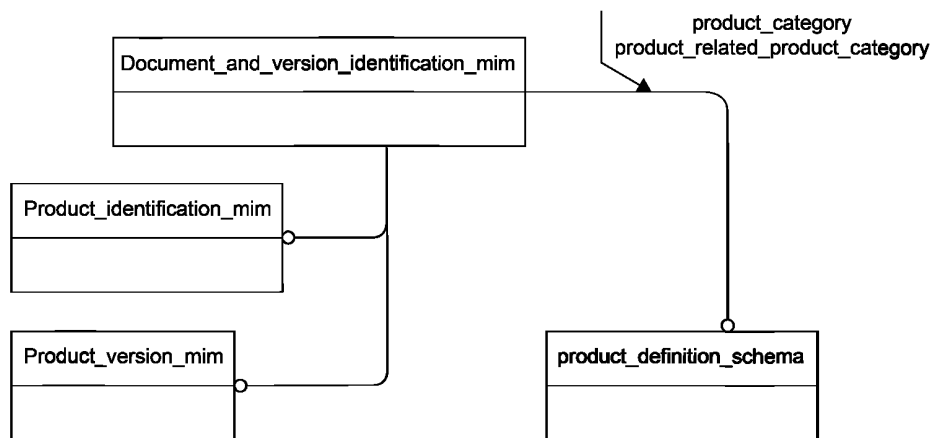 product_category
product_related_product_category
Document_and_version_identification_mim
Product_identification_mim
Product_version_mim
product_definition_schema